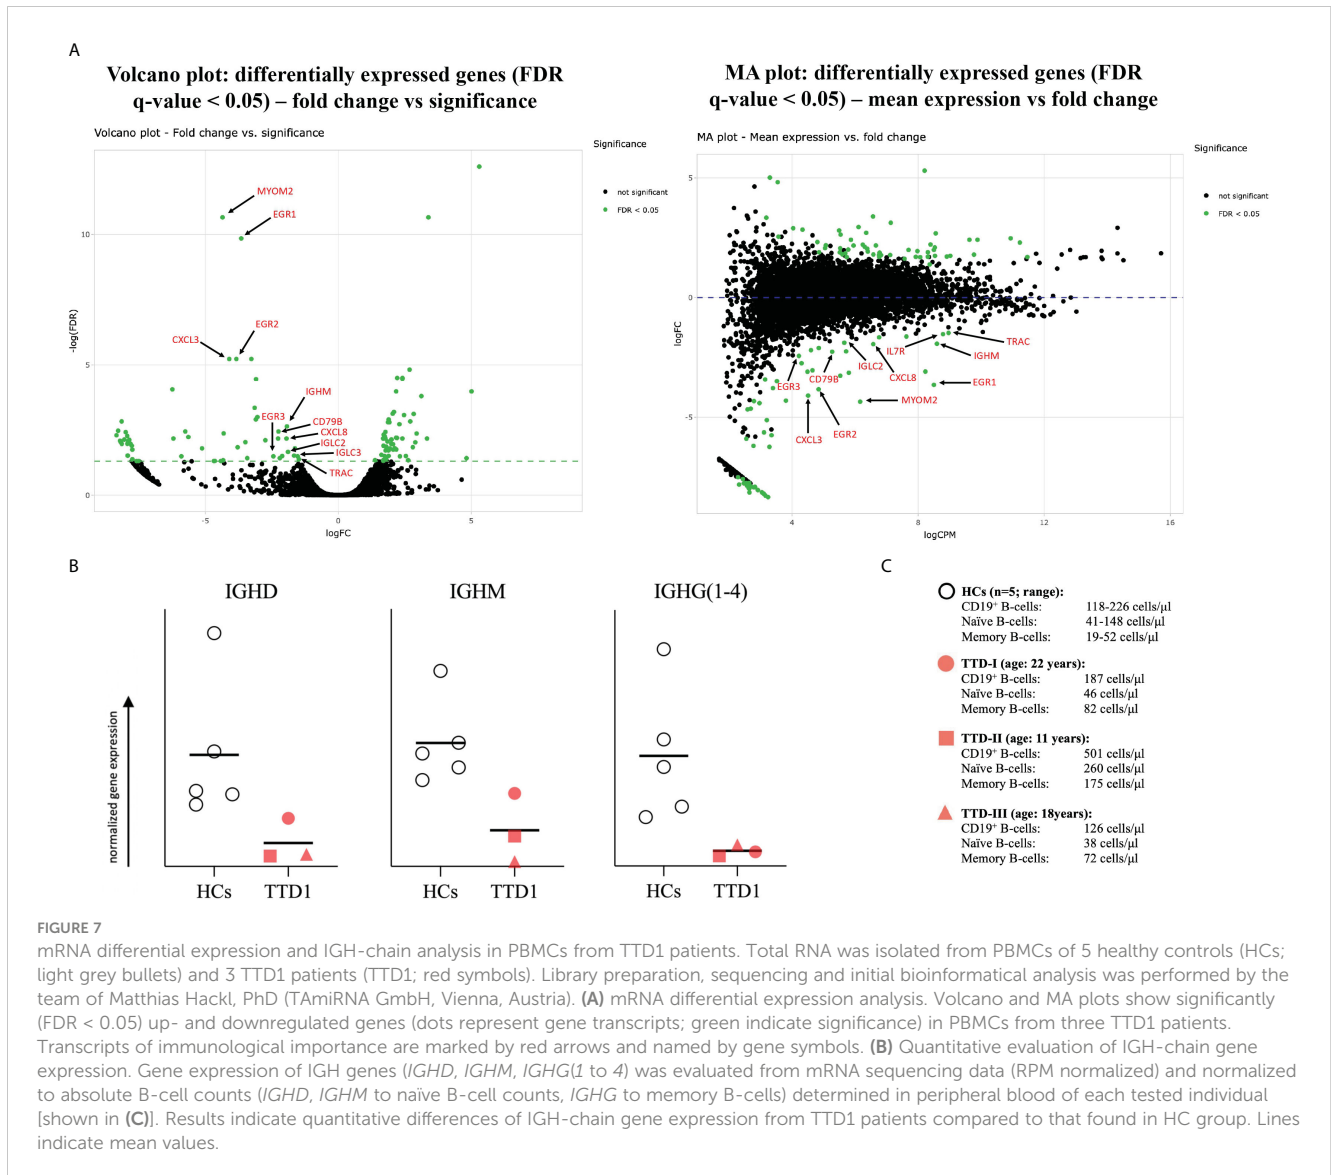 A
Volcano plot: differentially expressed genes (FDR
q-value < 0.05) – fold change vs significance
Volcano plot - Fold change vs. significance
Significance
not significant
FDR < 0.05
MYOM2
EGR1
EGR2
CXCL3
IGHM
EGR3
CD79B
CXCL8
IGLC2
IGLC3
TRAC
-log(FDR)
10
5
0
-5
0
5
logFC
MA plot: differentially expressed genes (FDR
q-value < 0.05) – mean expression vs fold change
MA plot - Mean expression vs. fold change
Significance
not significant
FDR < 0.05
logFC
5
0
-5
TRAC
IL7R
IGHM
IGLC2
EGR3
CD79B
CXCL8
EGR1
MYOM2
EGR2
CXCL3
4
8
12
16
logCPM
B
normalized gene expression
IGHD
HCs
TTD1
IGHM
HCs
TTD1
IGHG(1-4)
HCs
TTD1
C
HCs (n=5; range):
CD19+ B-cells: 118-226 cells/µl
Naïve B-cells: 41-148 cells/µl
Memory B-cells: 19-52 cells/µl
TTD-I (age: 22 years):
CD19+ B-cells: 187 cells/µl
Naïve B-cells: 46 cells/µl
Memory B-cells: 82 cells/µl
TTD-II (age: 11 years):
CD19+ B-cells: 501 cells/µl
Naïve B-cells: 260 cells/µl
Memory B-cells: 175 cells/µl
TTD-III (age: 18years):
CD19+ B-cells: 126 cells/µl
Naïve B-cells: 38 cells/µl
Memory B-cells: 72 cells/µl
FIGURE 7
mRNA differential expression and IGH-chain analysis in PBMCs from TTD1 patients. Total RNA was isolated from PBMCs of 5 healthy controls (HCs;
light grey bullets) and 3 TTD1 patients (TTD1; red symbols). Library preparation, sequencing and initial bioinformatical analysis was performed by the
team of Matthias Hackl, PhD (TAmiRNA GmbH, Vienna, Austria). (A) mRNA differential expression analysis. Volcano and MA plots show significantly
(FDR < 0.05) up- and downregulated genes (dots represent gene transcripts; green indicate significance) in PBMCs from three TTD1 patients.
Transcripts of immunological importance are marked by red arrows and named by gene symbols. (B) Quantitative evaluation of IGH-chain gene
expression. Gene expression of IGH genes (IGHD, IGHM, IGHG(1 to 4) was evaluated from mRNA sequencing data (RPM normalized) and normalized
to absolute B-cell counts (IGHD, IGHM to naïve B-cell counts, IGHG to memory B-cells) determined in peripheral blood of each tested individual
[shown in (C)]. Results indicate quantitative differences of IGH-chain gene expression from TTD1 patients compared to that found in HC group. Lines
indicate mean values.